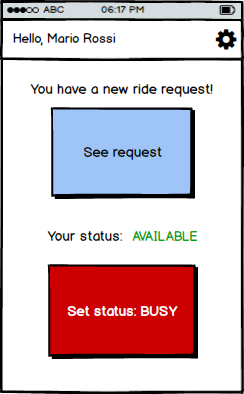 ABC 06:17 PM
Hello, Mario Rossi
You have a new ride request!
See request
Your status: AVAILABLE
Set status: BUSY